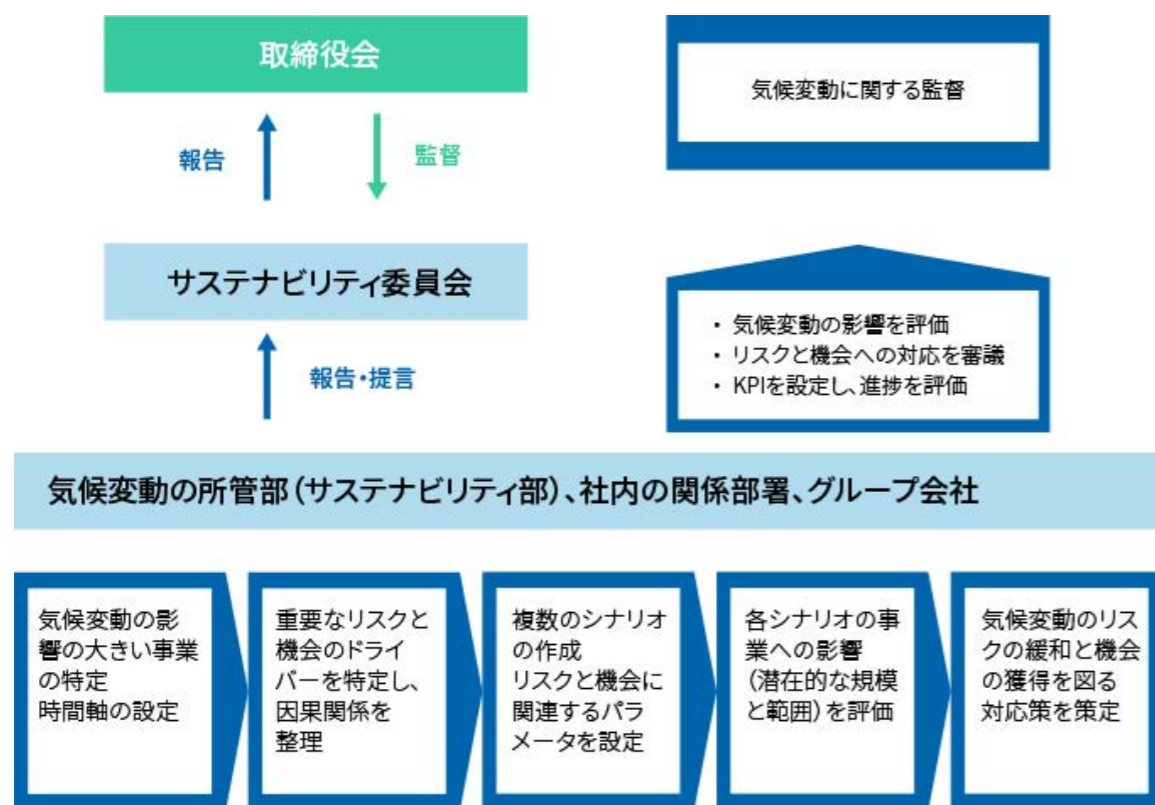 取締役会
気候変動に関する監督
報告
監督
サステナビリティ委員会
・ 気候変動の影響を評価
・ リスクと機会への対応を審議
・ KPIを設定し、進捗を評価
報告・提言
気候変動の所管部（サステナビリティ部）、社内の関係部署、グループ会社
気候変動の影
響の大きい事業
の特定
時間軸の設定
重要なリスクと
機会のドライ
バーを特定し、
因果関係を
整理
複数のシナリオ
の作成
リスクと機会に
関連するパラ
メータを設定
各シナリオの事
業への影響
（潜在的な規模
と範囲）を評価
気候変動のリス
クの緩和と機会
の獲得を図る
対応策を策定